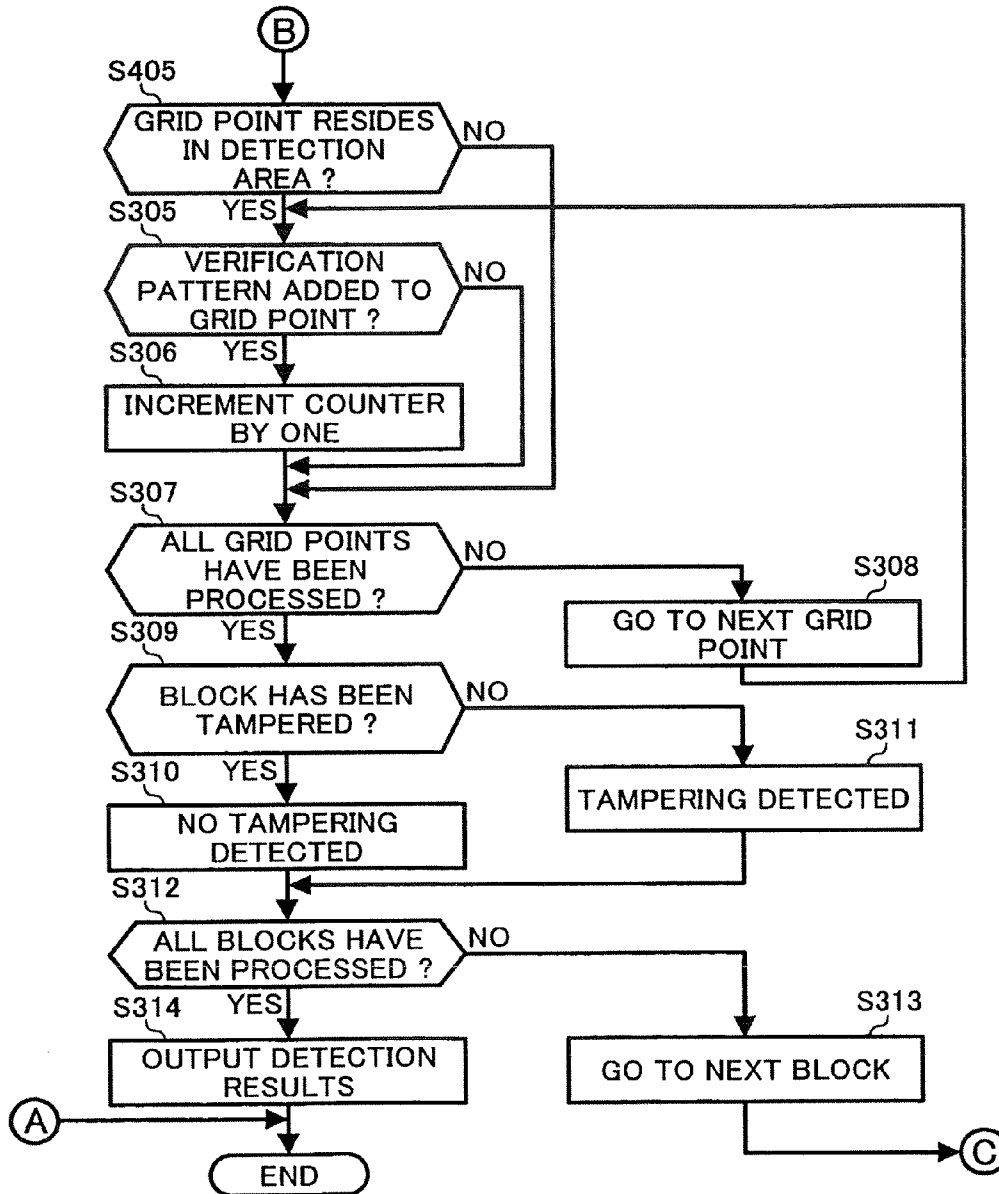 B
S405
GRID POINT RESIDES
IN DETECTION
AREA ?
NO
YES
S305
VERIFICATION
PATTERN ADDED TO
GRID POINT ?
NO
YES
S306
INCREMENT COUNTER
BY ONE
S307
ALL GRID POINTS
HAVE BEEN
PROCESSED ?
NO
YES
S308
GO TO NEXT GRID
POINT
S309
BLOCK HAS BEEN
TAMPERED ?
NO
YES
S311
TAMPERING DETECTED
S310
NO TAMPERING
DETECTED
S312
ALL BLOCKS HAVE
BEEN PROCESSED ?
NO
YES
S313
GO TO NEXT BLOCK
S314
OUTPUT DETECTION
RESULTS
A
C
END